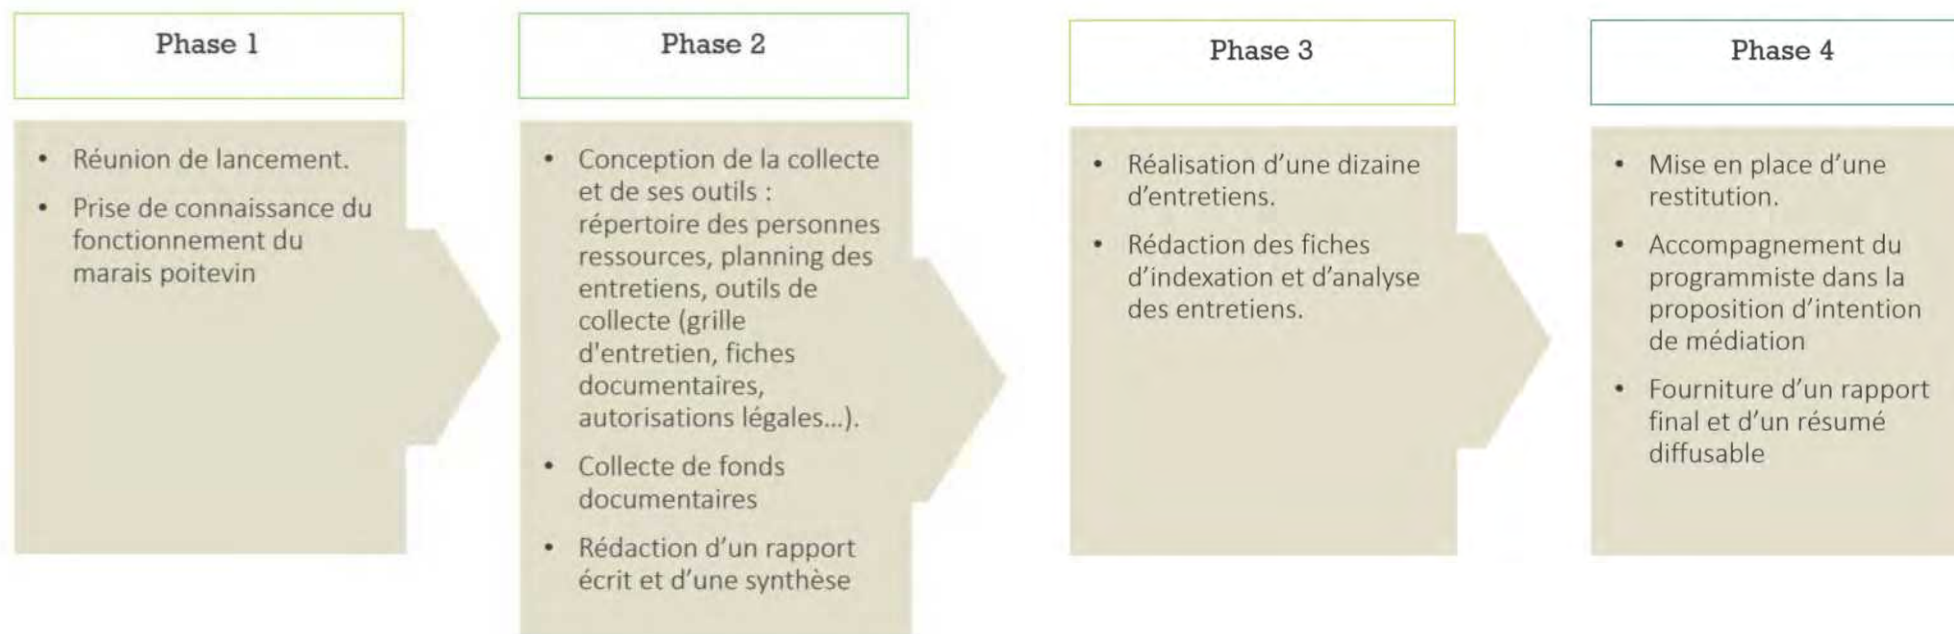 Phase 1
• Réunion de lancement.
• Prise de connaissance du
fonctionnement du
marais poitevin
Phase 2
• Conception de la collecte
et de ses outils :
répertoire des personnes
ressources, planning des
entretiens, outils de
collecte (grille
d'entretien, fiches
documentaires,
autorisations légales...).
• Collecte de fonds
documentaires
• Rédaction d’un rapport
écrit et d’une synthèse
Phase 3
• Réalisation d’une dizaine
d’entretiens.
• Rédaction des fiches
d’indexation et d’analyse
des entretiens.
Phase 4
• Mise en place d’une
restitution.
• Accompagnement du
programmiste dans la
proposition d’intention
de médiation
• Fourniture d’un rapport
final et d’un résumé
diffusable